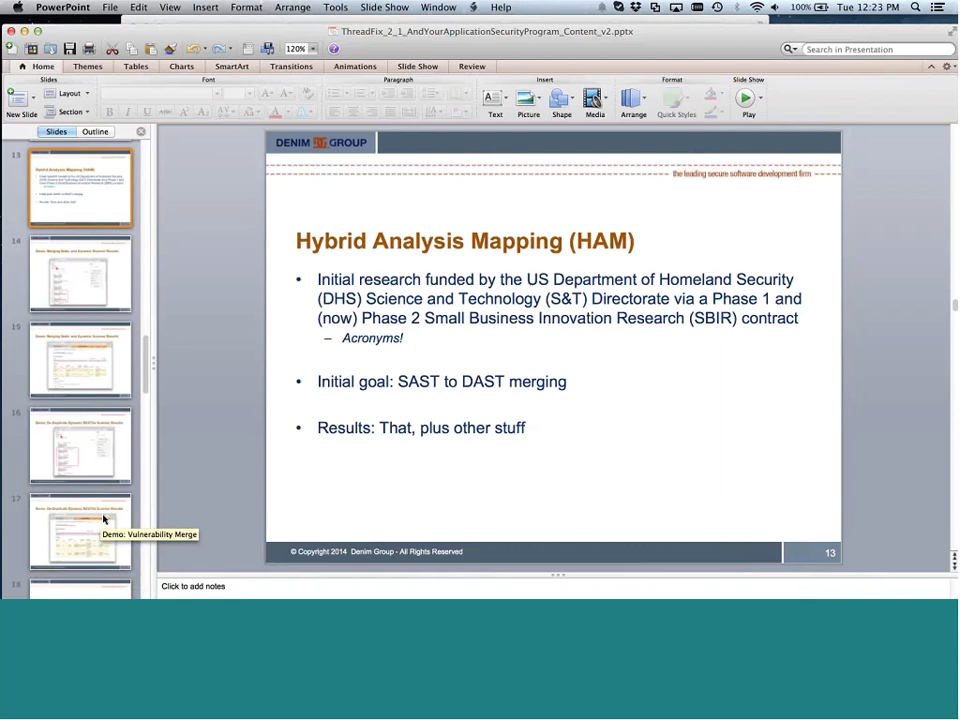 PowerPoint File Edit View Insert Format Arrange Tools Slide Show Window Help 100% Tue 12:23 PM
ThreadFix_2_1_AndYourApplicationSecurityProgram_Content_v2.pptx
120% Search in Presentation
Home Themes Tables Charts SmartArt Transitions Animations Slide Show Review
Slides Font Paragraph Insert Format Slide Show
Layout
Section
New Slide Text Picture Shape Media Arrange Quick Styles Play
Slides Outline
DENIM GROUP
the leading secure software development firm
Hybrid Analysis Mapping (HAM)
• Initial research funded by the US Department of Homeland Security
(DHS) Science and Technology (S&T) Directorate via a Phase 1 and
(now) Phase 2 Small Business Innovation Research (SBIR) contract
– Acronyms!
• Initial goal: SAST to DAST merging
• Results: That, plus other stuff
© Copyright 2014 Denim Group - All Rights Reserved
13
13
Hybrid Analysis Mapping (HAM)
14
15
16
17
Demo: Vulnerability Merge
18
Click to add notes